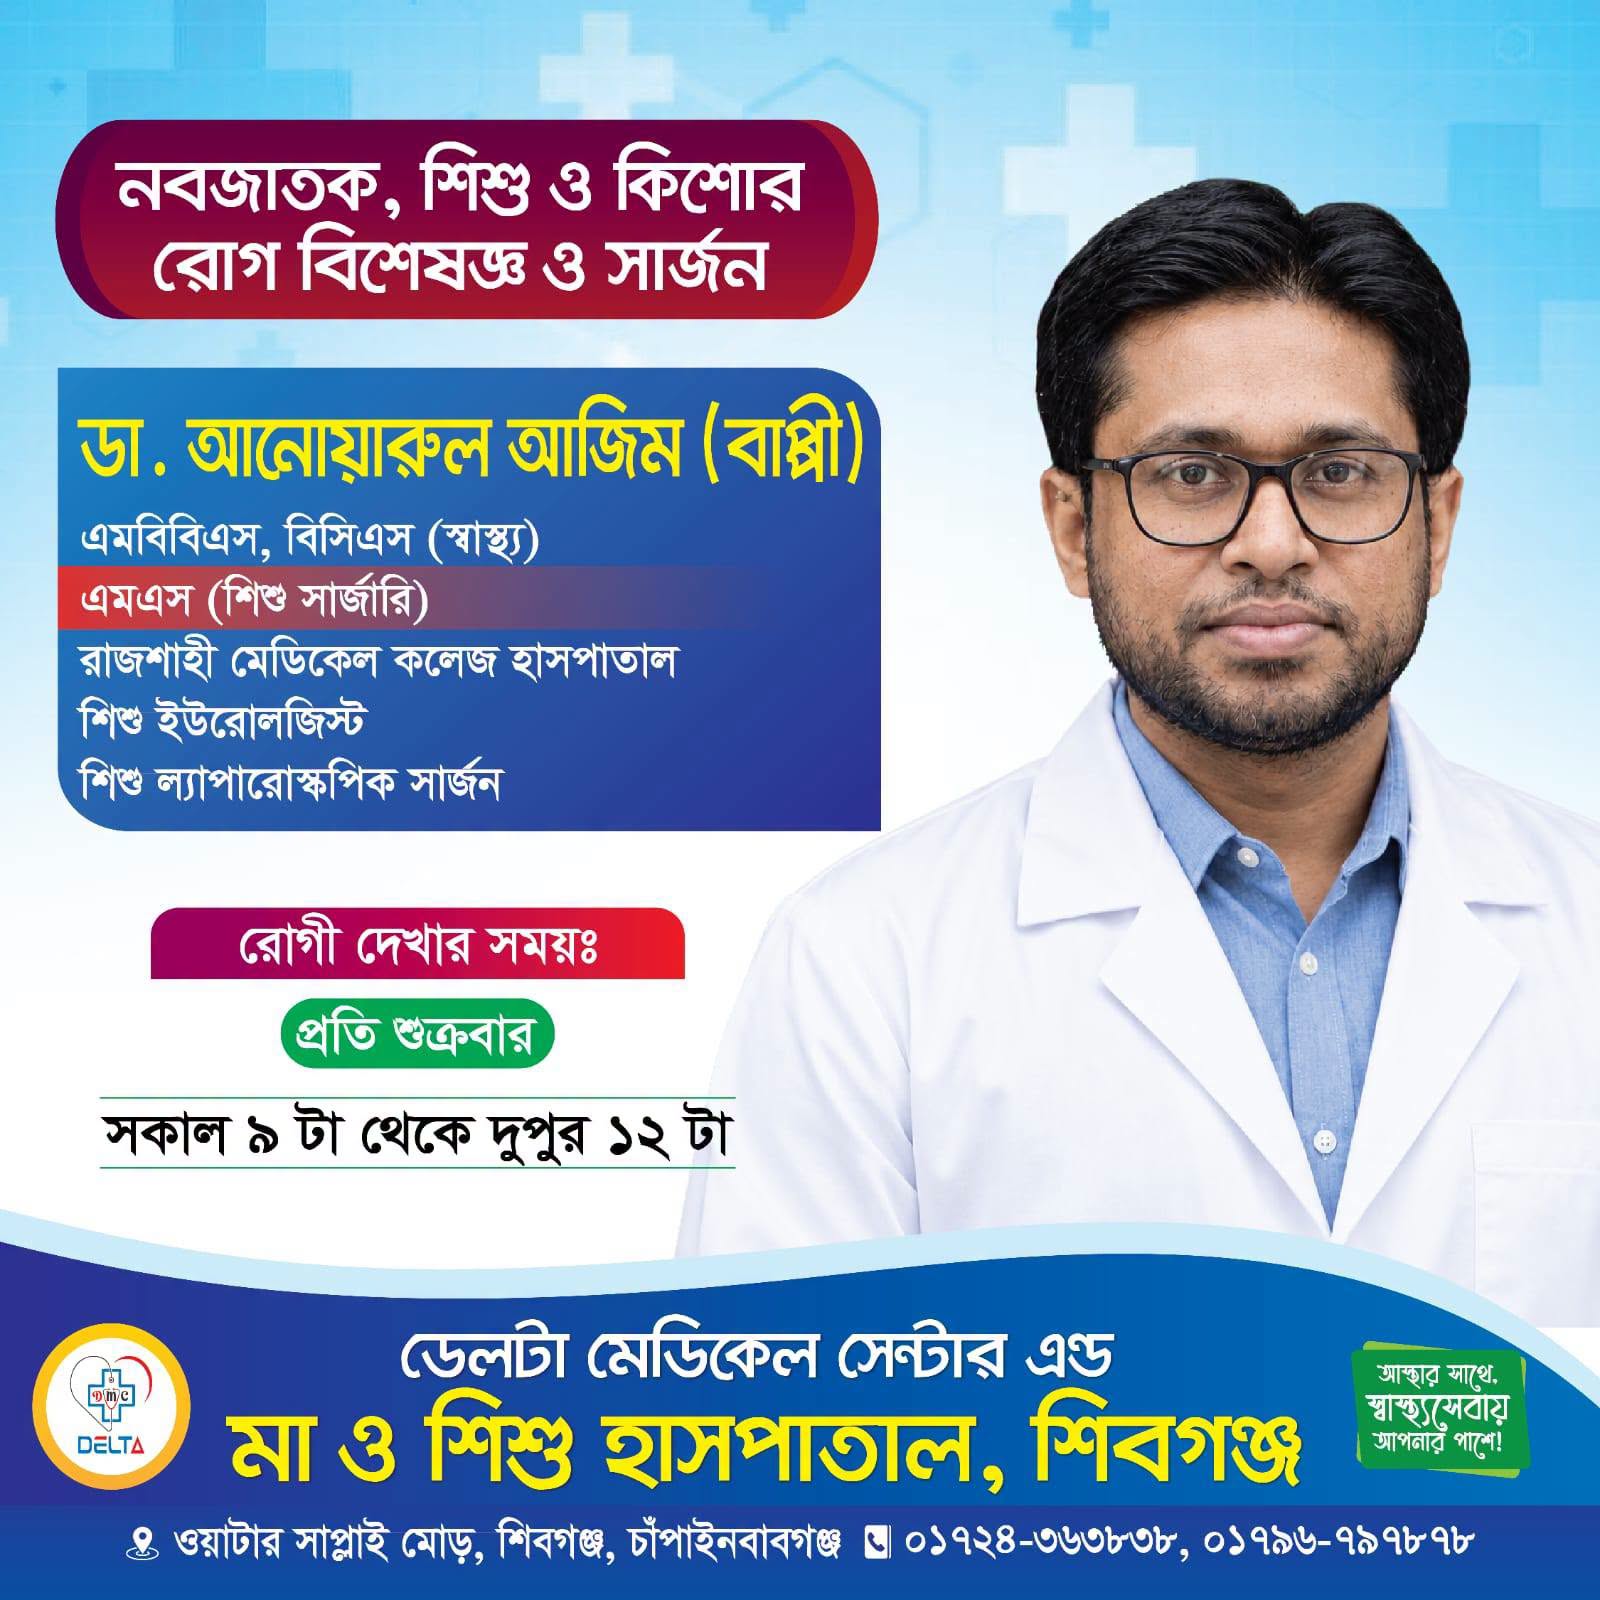 নবজাতক, শিশু ও কিশোর
রোগ বিশেষজ্ঞ ও সার্জন
ডা. আনোয়ারুল আজিম (বাপ্পী)
এমবিবিএস, বিসিএস (স্বাস্থ্য)
এমএস (শিশু সার্জারি)
রাজশাহী মেডিকেল কলেজ হাসপাতাল
শিশু ইউরোলজিস্ট
শিশু ল্যাপারোস্কপিক সার্জন
রোগী দেখার সময়ঃ
প্রতি শুক্রবার
সকাল ৯ টা থেকে দুপুর ১২ টা
ডেলটা মেডিকেল সেন্টার এণ্ড
মা ও শিশু হাসপাতাল, শিবগঞ্জ
DMC
DELTA
আস্থার সাথে,
স্বাস্থ্যসেবায়
আপনার পাশে!
ওয়াটার সাপ্লাই মোড়, শিবগঞ্জ, চাঁপাইনবাবগঞ্জ ০১৭২৪-৩৬৩৮৩৮, ০১৭৯৬-৭৯৭৮৭৮